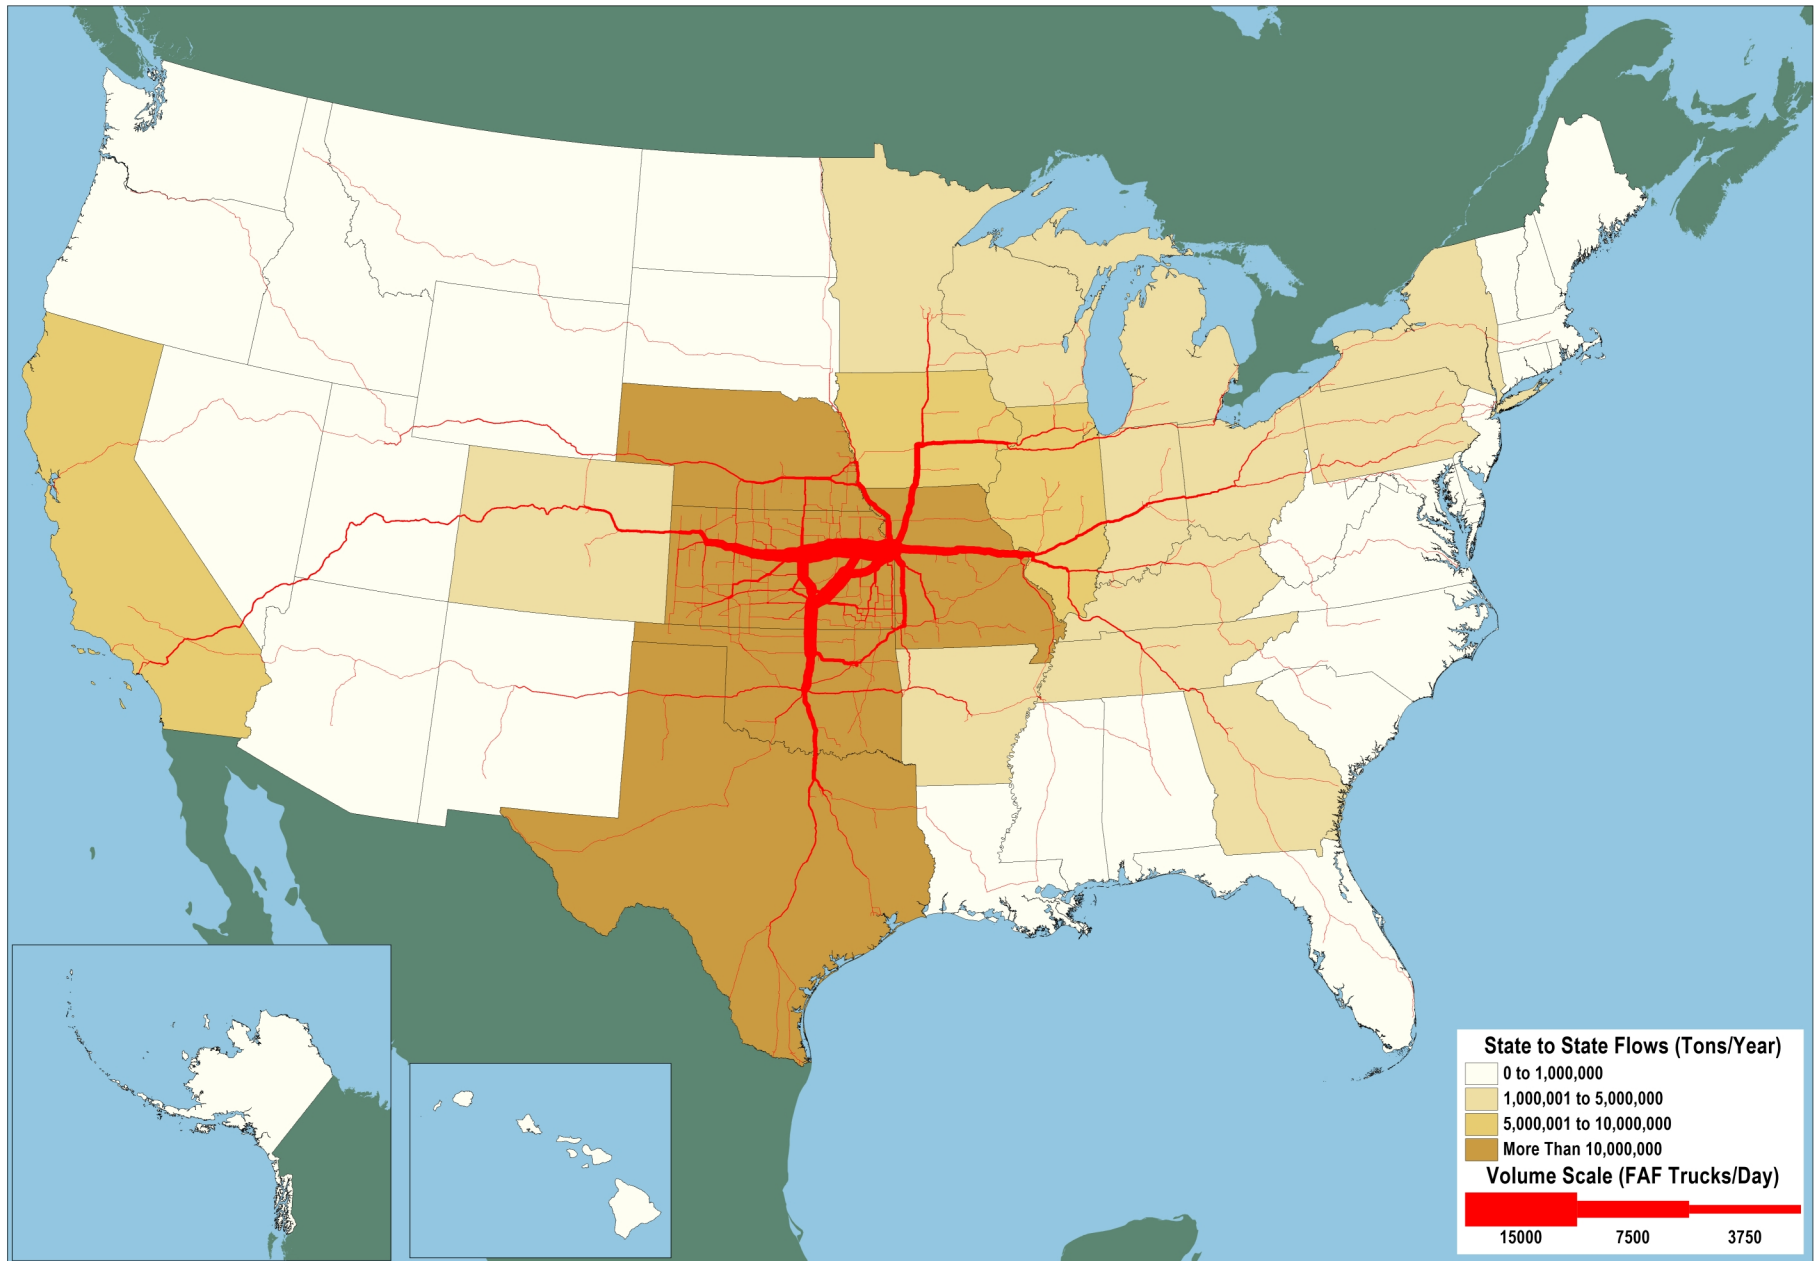 State to State Flows (Tons/Year)
0 to 1,000,000
1,000,001 to 5,000,000
5,000,001 to 10,000,000
More Than 10,000,000
Volume Scale (FAF Trucks/Day)
15000 7500 3750